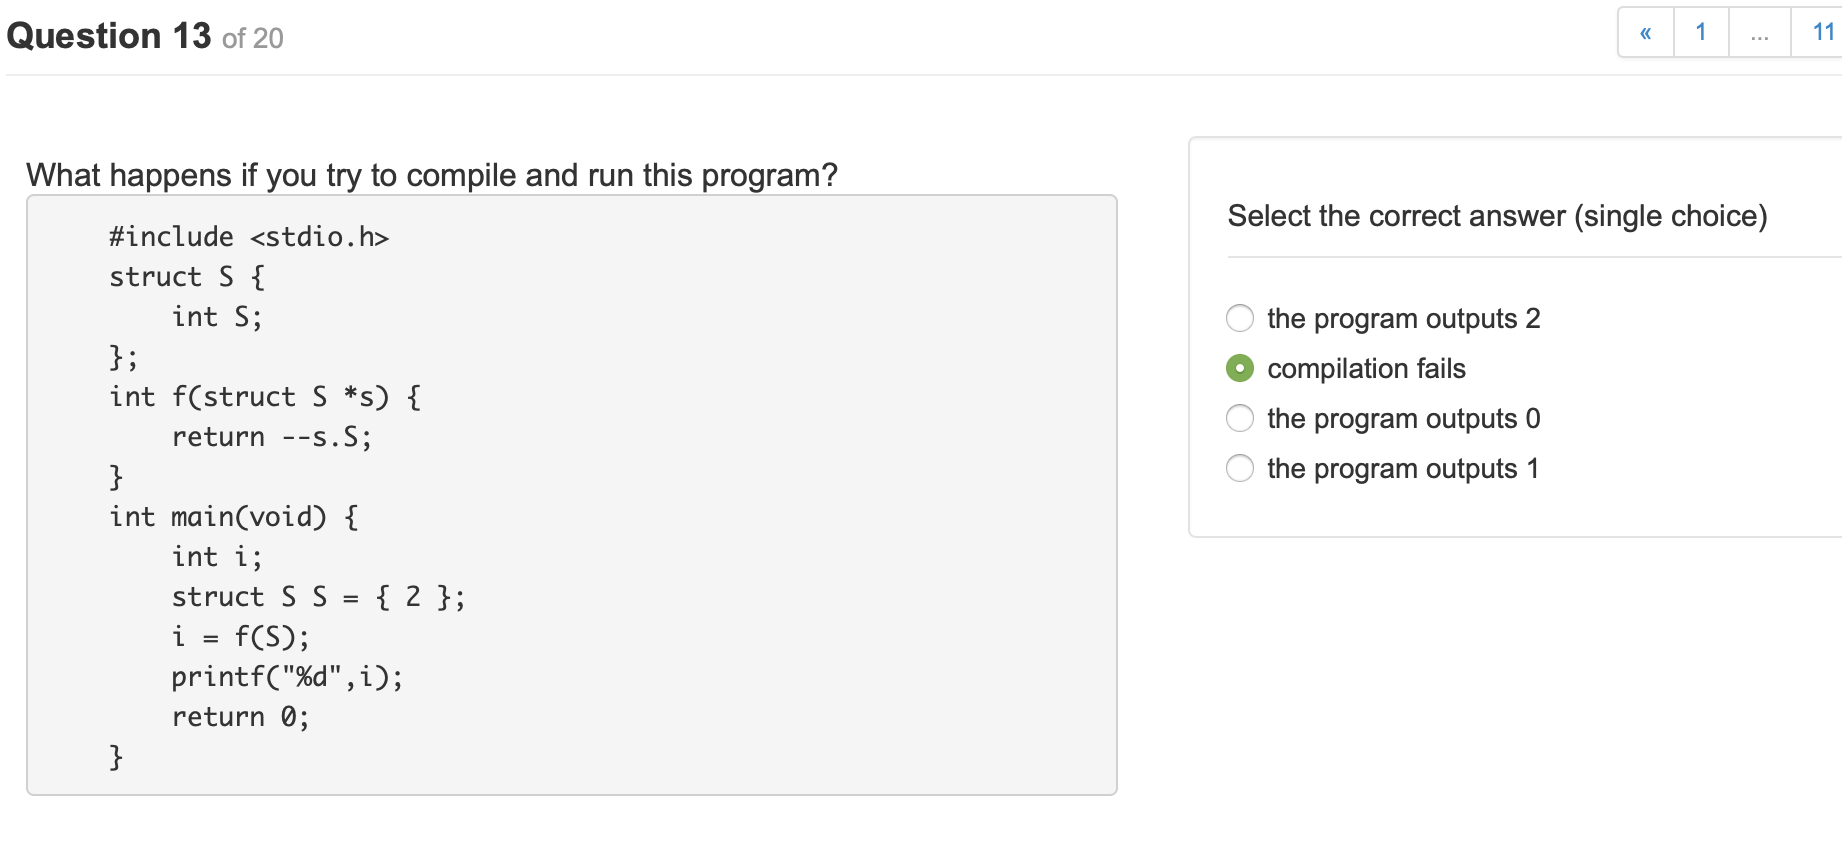 Question 13 of 20
« 1 ... 11
What happens if you try to compile and run this program?
#include <stdio.h>
struct S {
    int S;
};
int f(struct S *s) {
    return --s.S;
}
int main(void) {
    int i;
    struct S S = { 2 };
    i = f(S);
    printf("%d",i);
    return 0;
}
Select the correct answer (single choice)
the program outputs 2
compilation fails
the program outputs 0
the program outputs 1